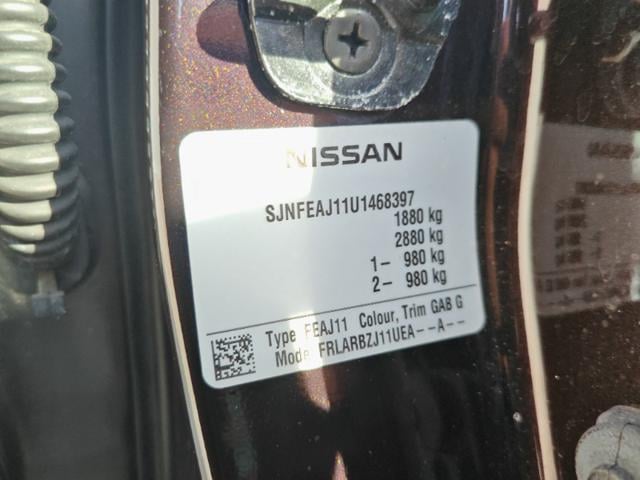 NISSAN
SJNFEAJ11U1468397
1880 kg
2880 kg
1– 980 kg
2– 980 kg
Type FEAJ11 Colour, Trim GAB G
Model FRLARBZJ11UEA--A--